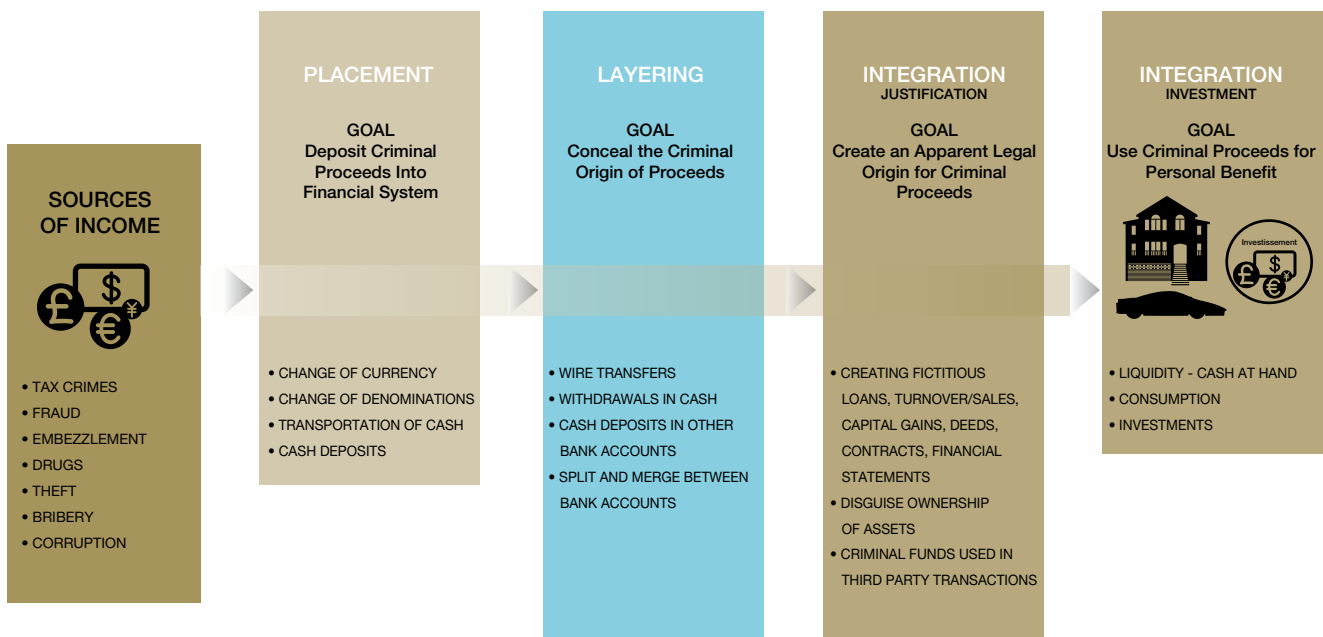 SOURCES
OF INCOME
£
$
€
¥
• TAX CRIMES
• FRAUD
• EMBEZZLEMENT
• DRUGS
• THEFT
• BRIBERY
• CORRUPTION
PLACEMENT
GOAL
Deposit Criminal
Proceeds Into
Financial System
• CHANGE OF CURRENCY
• CHANGE OF DENOMINATIONS
• TRANSPORTATION OF CASH
• CASH DEPOSITS
LAYERING
GOAL
Conceal the Criminal
Origin of Proceeds
• WIRE TRANSFERS
• WITHDRAWALS IN CASH
• CASH DEPOSITS IN OTHER
BANK ACCOUNTS
• SPLIT AND MERGE BETWEEN
BANK ACCOUNTS
INTEGRATION
JUSTIFICATION
GOAL
Create an Apparent Legal
Origin for Criminal
Proceeds
• CREATING FICTITIOUS
LOANS, TURNOVER/SALES,
CAPITAL GAINS, DEEDS,
CONTRACTS, FINANCIAL
STATEMENTS
• DISGUISE OWNERSHIP
OF ASSETS
• CRIMINAL FUNDS USED IN
THIRD PARTY TRANSACTIONS
INTEGRATION
INVESTMENT
GOAL
Use Criminal Proceeds for
Personal Benefit
Investissement
£
$
€
¥
• LIQUIDITY - CASH AT HAND
• CONSUMPTION
• INVESTMENTS